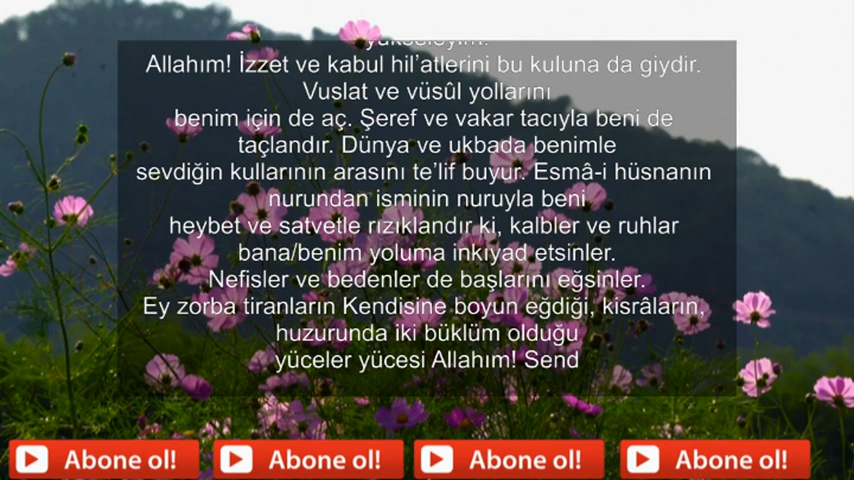 yükseleyim.
Allahım! İzzet ve kabul hil’atlerini bu kuluna da giydir.
Vuslat ve vüsûl yollarını
benim için de aç. Şeref ve vakar tacıyla beni de
taçlandır. Dünya ve ukbada benimle
sevdiğin kullarının arasını te’lif buyur. Esmâ-i hüsnanın
nurundan isminin nuruyla beni
heybet ve satvetle rızıklandır ki, kalbler ve ruhlar
bana/benim yoluma inkıyad etsinler.
Nefisler ve bedenler de başlarını eğsinler.
Ey zorba tiranların Kendisine boyun eğdiği, kisrâların,
huzurunda iki büklüm olduğu
yüceler yücesi Allahım! Send
Abone ol! Abone ol! Abone ol! Abone ol!